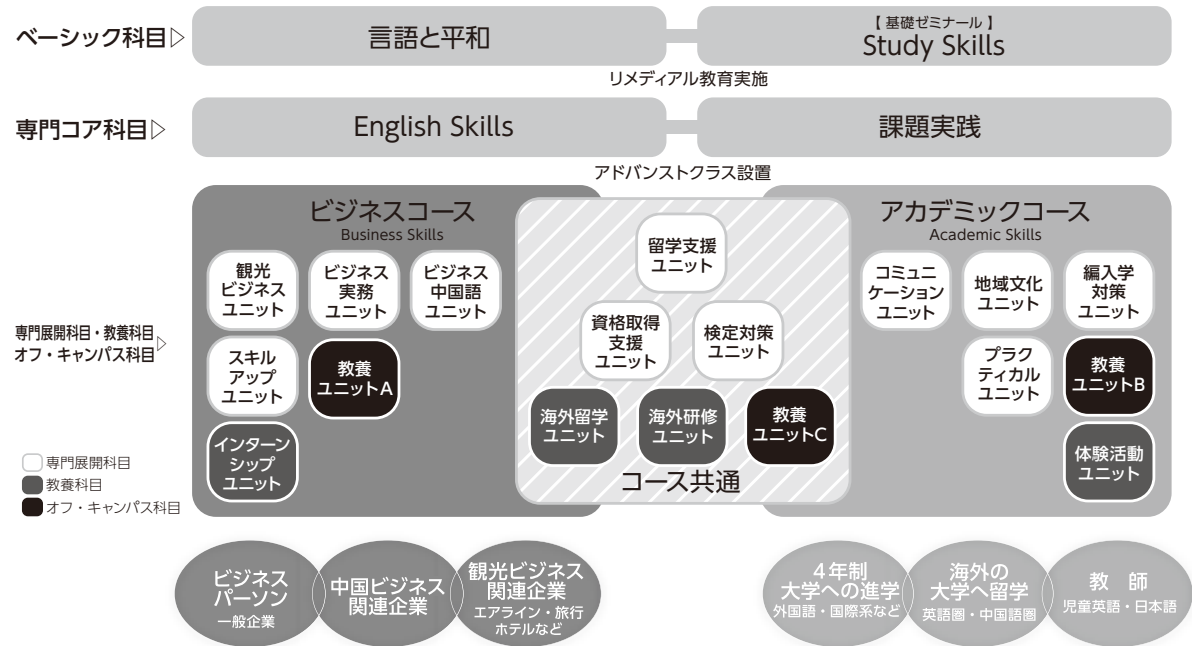 ベーシック科目▷
言語と平和
【 基礎ゼミナール 】
Study Skills
リメディアル教育実施
専門コア科目▷
English Skills
課題実践
アドバンストクラス設置
専門展開科目・教養科目
オフ・キャンパス科目▷
ビジネスコース
Business Skills
観光
ビジネス
ユニット
ビジネス
実務
ユニット
ビジネス
中国語
ユニット
スキル
アップ
ユニット
教養
ユニットA
インターン
シップ
ユニット
留学支援
ユニット
資格取得
支援
ユニット
検定対策
ユニット
海外留学
ユニット
海外研修
ユニット
教養
ユニットC
コース共通
アカデミックコース
Academic Skills
コミュニ
ケーション
ユニット
地域文化
ユニット
編入学
対策
ユニット
プラク
ティカル
ユニット
教養
ユニットB
体験活動
ユニット
専門展開科目
教養科目
オフ・キャンパス科目
ビジネス
パーソン
一般企業
中国ビジネス
関連企業
観光ビジネス
関連企業
エアライン・旅行
ホテルなど
4年制
大学への進学
外国語・国際系など
海外の
大学へ留学
英語圏・中国語圏
教 師
児童英語・日本語